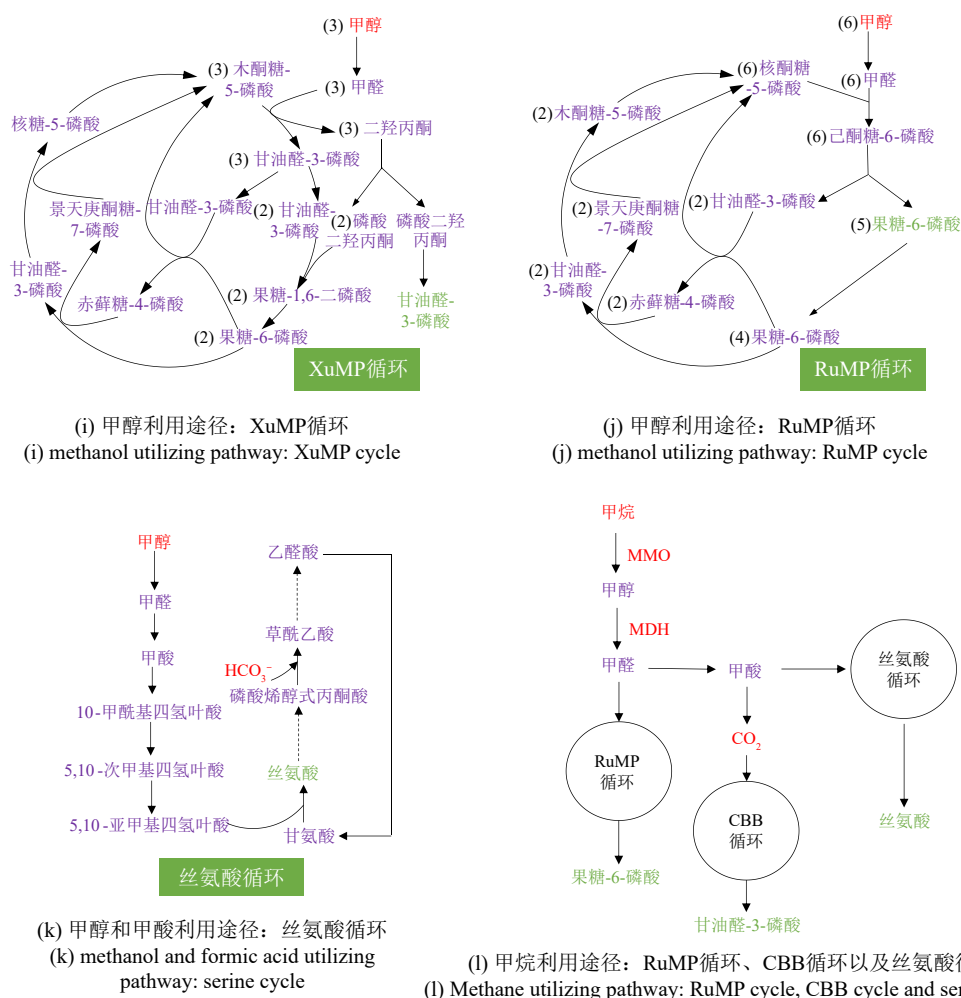 (3) 甲醇
(3) 木酮糖-
5-磷酸
(3) 甲醛
核糖-5-磷酸
(3) 二羟丙酮
(3) 甘油醛-3-磷酸
景天庚酮糖-
7-磷酸
甘油醛-3-磷酸
(2) 甘油醛-
3-磷酸
(2) 磷酸
二羟丙酮
磷酸二羟
丙酮
甘油醛-
3-磷酸
赤藓糖-4-磷酸
(2) 果糖-1,6-二磷酸
甘油醛-
3-磷酸
(2) 果糖-6-磷酸
XuMP循环
(i) 甲醇利用途径：XuMP循环
(i) methanol utilizing pathway: XuMP cycle
(6) 甲醇
(6) 核酮糖
-5-磷酸
(6) 甲醛
(2) 木酮糖-5-磷酸
(6) 己酮糖-6-磷酸
(2) 景天庚酮糖
-7-磷酸
(2) 甘油醛-3-磷酸
(5) 果糖-6-磷酸
(2) 甘油醛-
3-磷酸
(2) 赤藓糖-4-磷酸
(4) 果糖-6-磷酸
RuMP循环
(j) 甲醇利用途径：RuMP循环
(j) methanol utilizing pathway: RuMP cycle
甲醇
甲醛
甲酸
10-甲酰基四氢叶酸
5,10-次甲基四氢叶酸
5,10-亚甲基四氢叶酸
乙醛酸
草酰乙酸
HCO₃⁻
磷酸烯醇式丙酮酸
丝氨酸
甘氨酸
丝氨酸循环
(k) 甲醇和甲酸利用途径：丝氨酸循环
(k) methanol and formic acid utilizing
pathway: serine cycle
甲烷
MMO
甲醇
MDH
甲醛
甲酸
丝氨酸
循环
RuMP
循环
CO₂
CBB
循环
丝氨酸
果糖-6-磷酸
甘油醛-3-磷酸
(l) 甲烷利用途径：RuMP循环、CBB循环以及丝氨酸
(l) Methane utilizing pathway: RuMP cycle, CBB cycle and